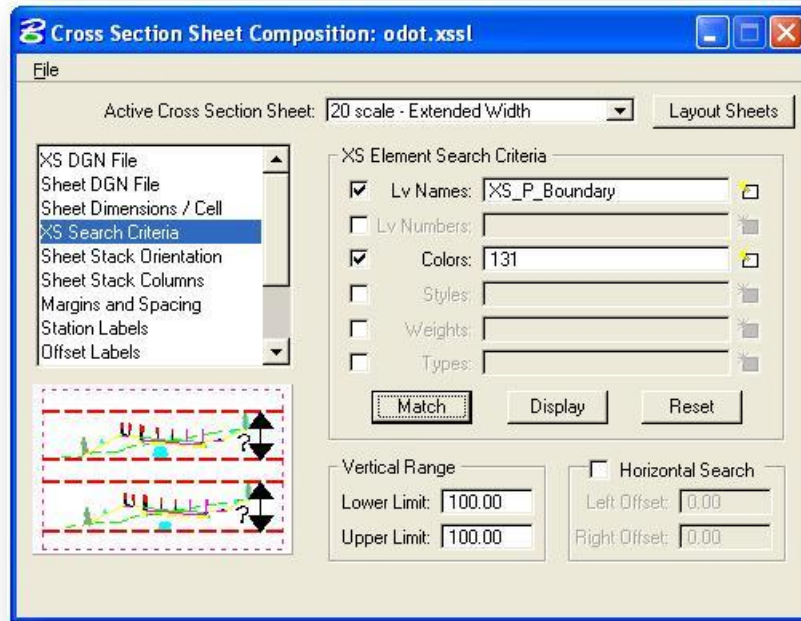 Cross Section Sheet Composition: odot.xssl
File
Active Cross Section Sheet: 20 scale - Extended Width Layout Sheets
XS DGN File
Sheet DGN File
Sheet Dimensions / Cell
XS Search Criteria
Sheet Stack Orientation
Sheet Stack Columns
Margins and Spacing
Station Labels
Offset Labels
XS Element Search Criteria
Lv Names: XS_P_Boundary
Lv Numbers:
Colors: 131
Styles:
Weights:
Types:
Match Display Reset
?
?
Vertical Range
Lower Limit: 100.00
Upper Limit: 100.00
Horizontal Search
Left Offset: 0.00
Right Offset: 0.00